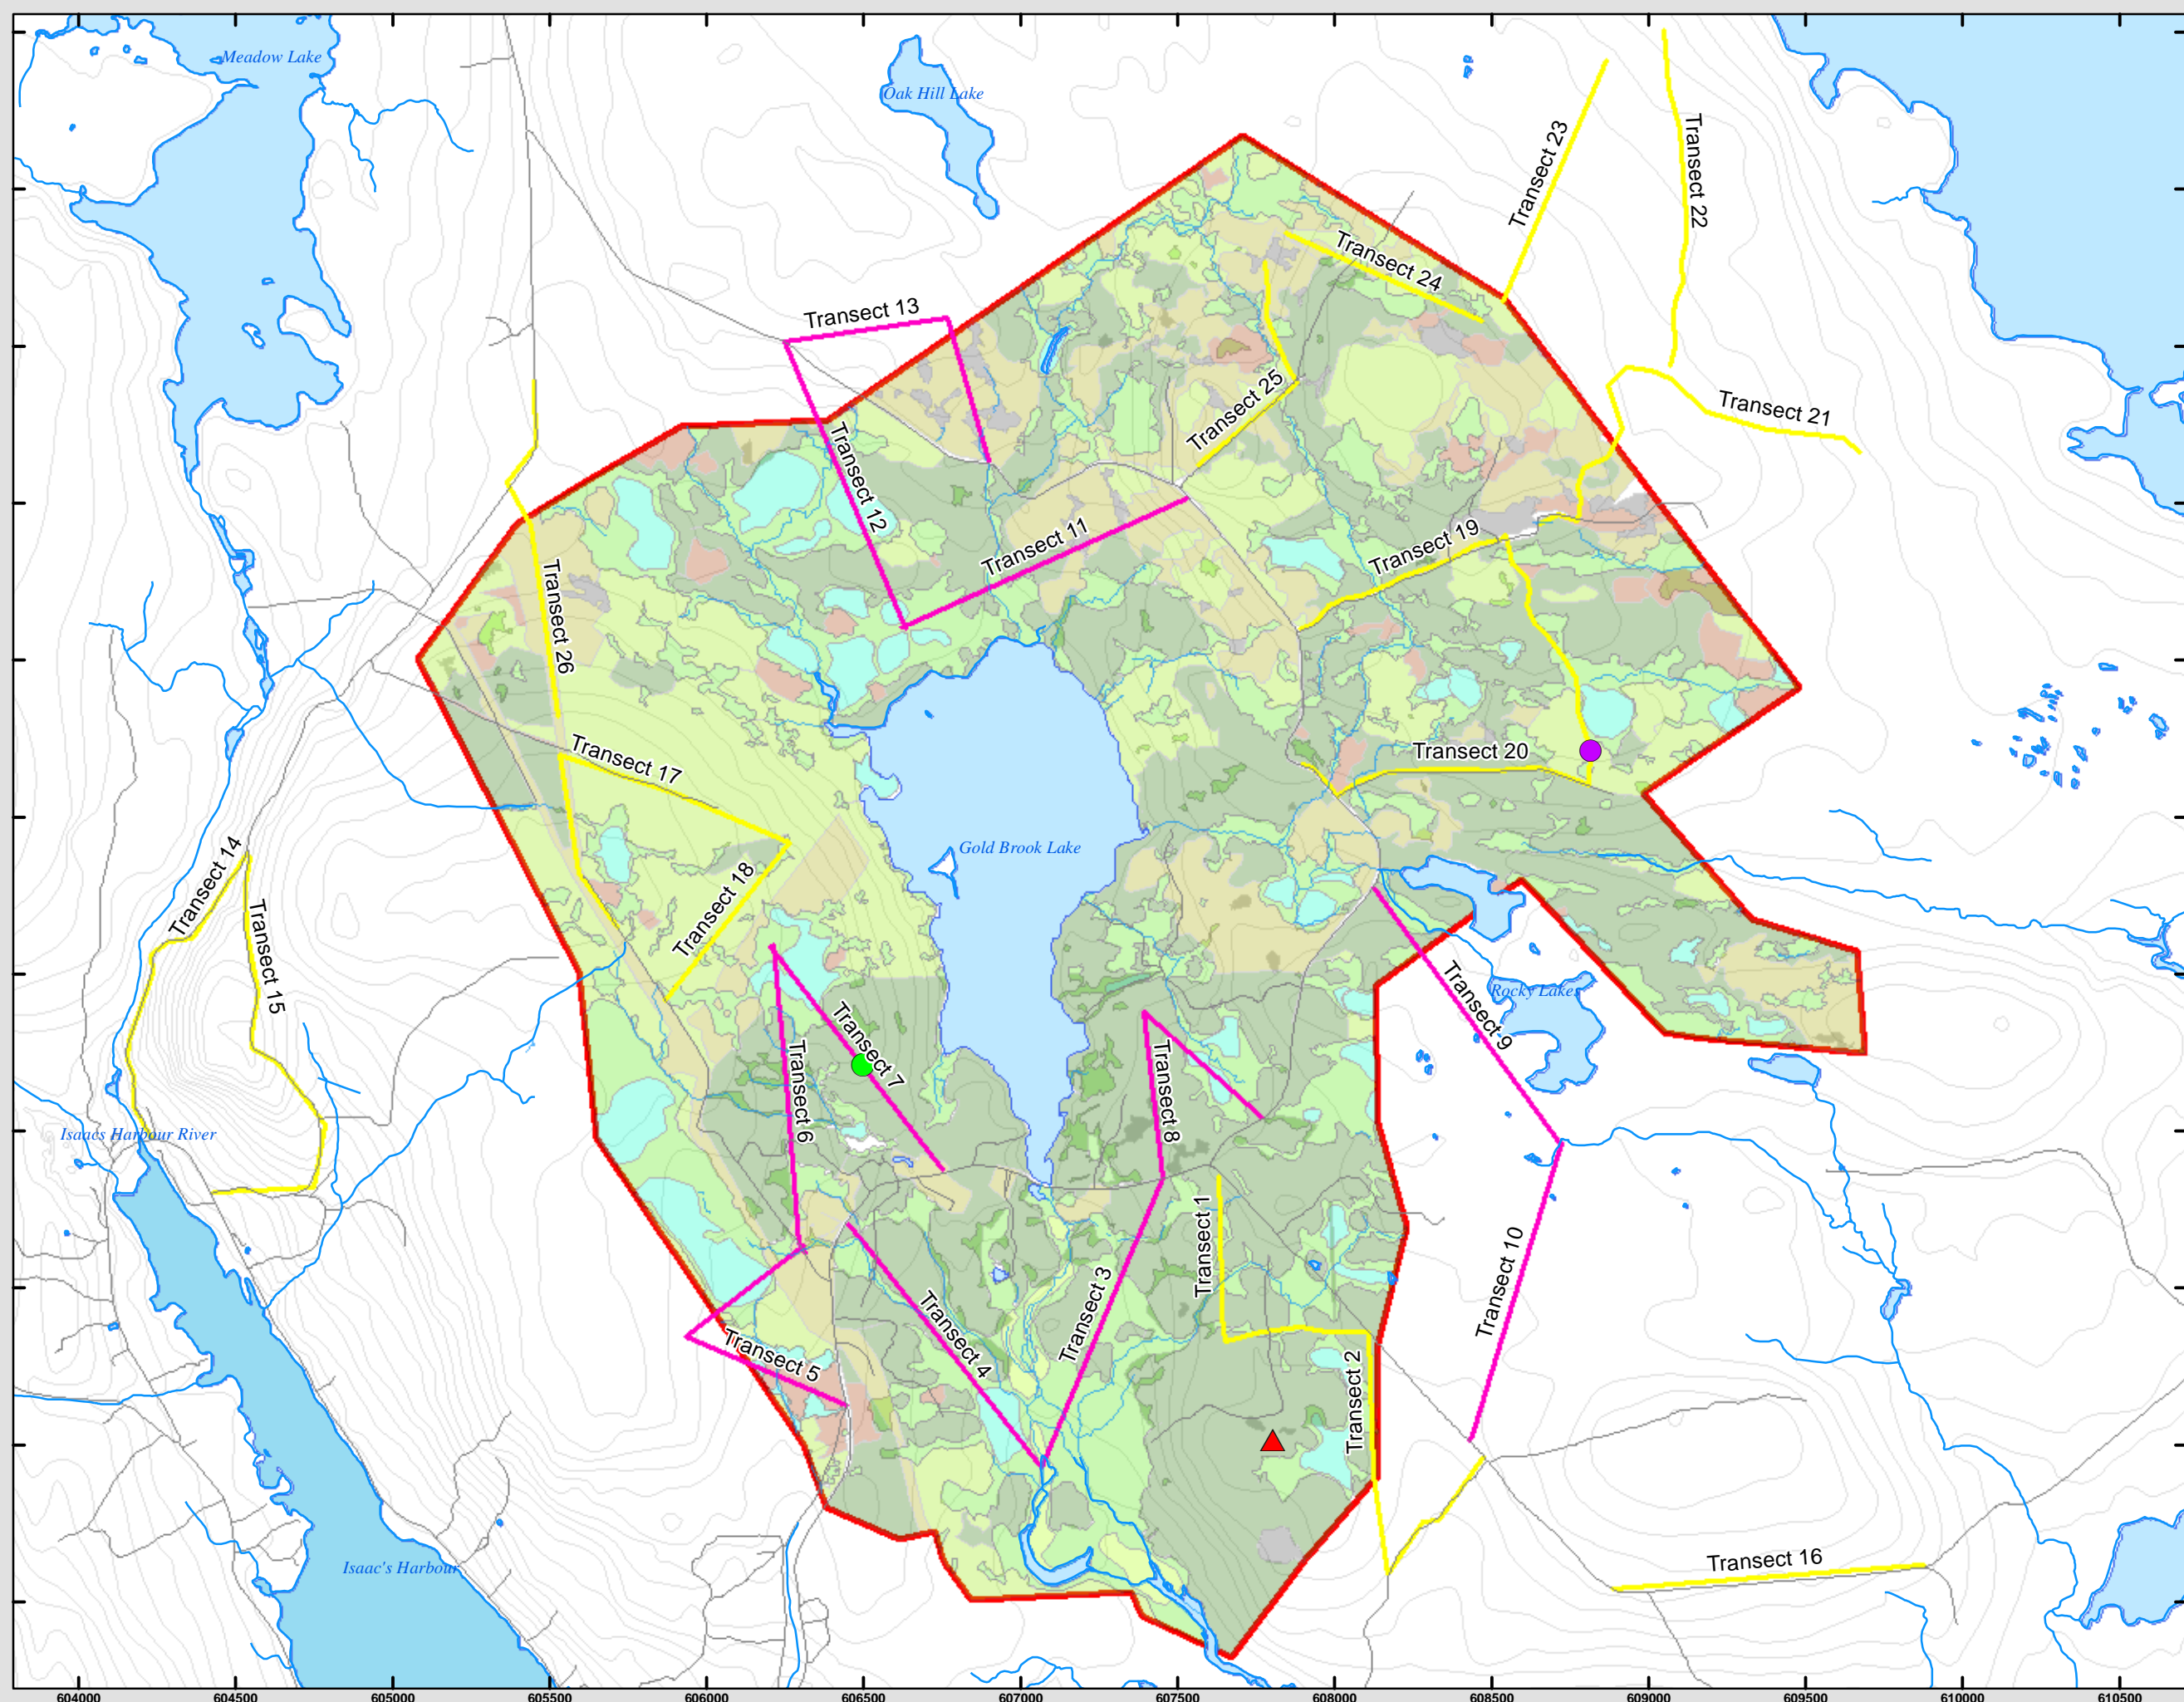 Meadow Lake
Oak Hill Lake
Transect 23
Transect 22
Transect 24
Transect 13
Transect 25
Transect 21
Transect 12
Transect 11
Transect 19
Transect 26
Transect 17
Transect 20
Gold Brook Lake
Transect 14
Transect 18
Transect 15
Transect 9
Rocky Lakes
Transect 7
Transect 6
Transect 8
Isaacs Harbour River
Transect 1
Transect 10
Transect 3
Transect 4
Transect 5
Transect 2
Isaac's Harbour
Transect 16
604000 604500 605000 605500 606000 606500 607000 607500 608000 608500 609000 609500 610000 610500